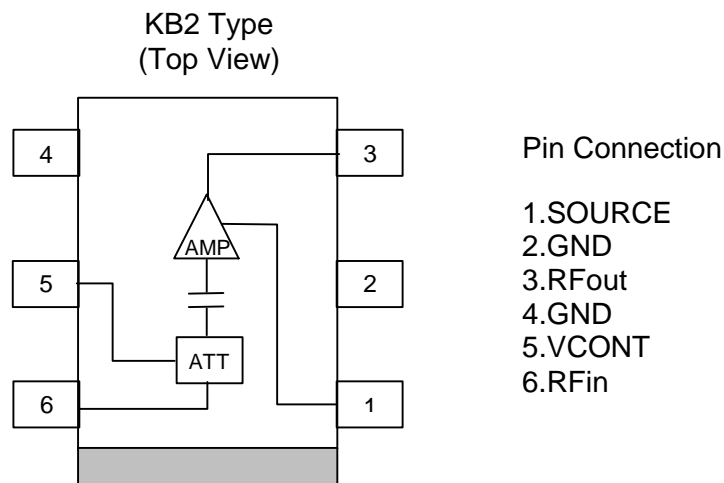 KB2 Type
(Top View)
4
3
AMP
5
2
ATT
6
1
Pin Connection
1.SOURCE
2.GND
3.RFout
4.GND
5.VCONT
6.RFin